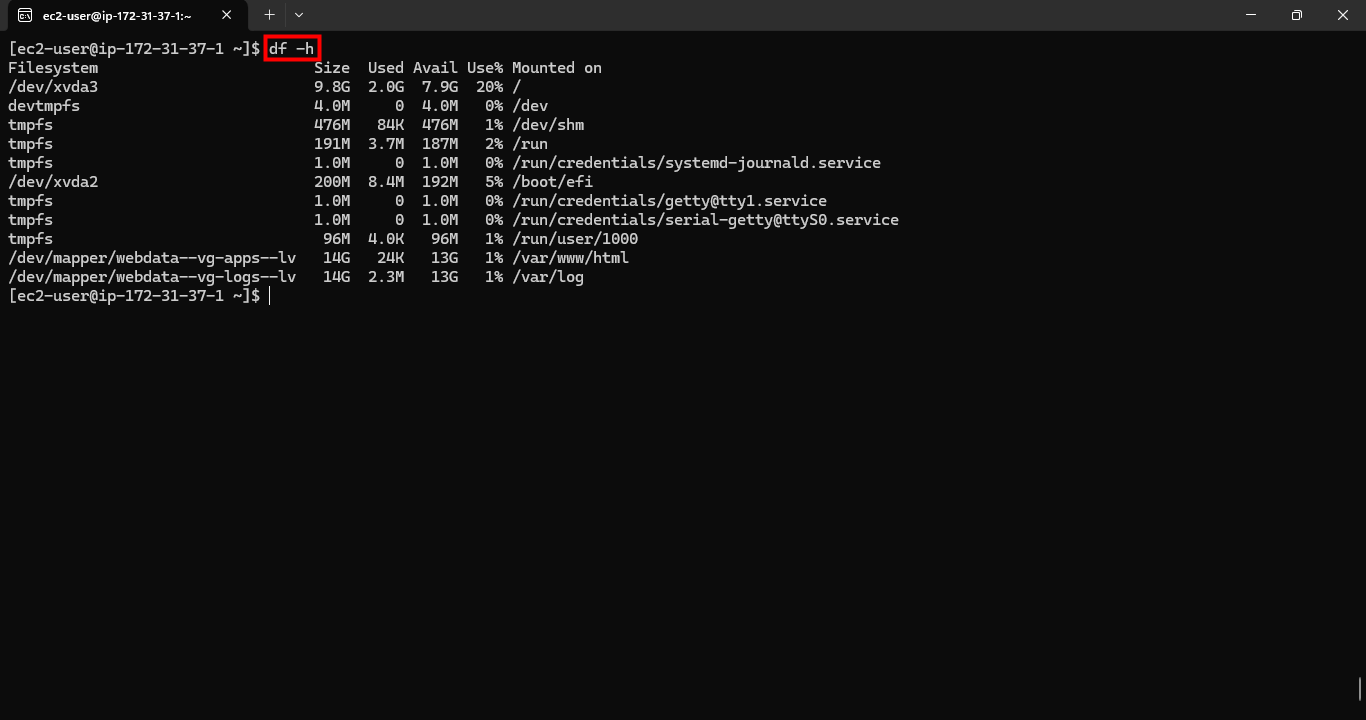 ec2-user@ip-172-31-37-1:~
[ec2-user@ip-172-31-37-1 ~]$ df -h
Filesystem                        Size  Used Avail Use% Mounted on
/dev/xvda3                        9.8G  2.0G  7.9G  20% /
devtmpfs                          4.0M     0  4.0M   0% /dev
tmpfs                             476M   84K  476M   1% /dev/shm
tmpfs                             191M  3.7M  187M   2% /run
tmpfs                             1.0M     0  1.0M   0% /run/credentials/systemd-journald.service
/dev/xvda2                        200M  8.4M  192M   5% /boot/efi
tmpfs                             1.0M     0  1.0M   0% /run/credentials/getty@tty1.service
tmpfs                             1.0M     0  1.0M   0% /run/credentials/serial-getty@ttyS0.service
tmpfs                              96M  4.0K   96M   1% /run/user/1000
/dev/mapper/webdata--vg-apps--lv   14G   24K   13G   1% /var/www/html
/dev/mapper/webdata--vg-logs--lv   14G  2.3M   13G   1% /var/log
[ec2-user@ip-172-31-37-1 ~]$